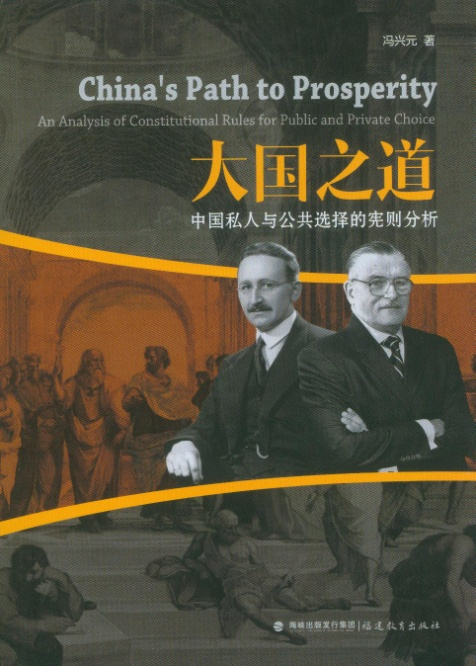 冯兴元 著
China's Path to Prosperity
An Analysis of Constitutional Rules for Public and Private Choice
大国之道
中国私人与公共选择的宪则分析
海峡出版发行集团 | 福建教育出版社